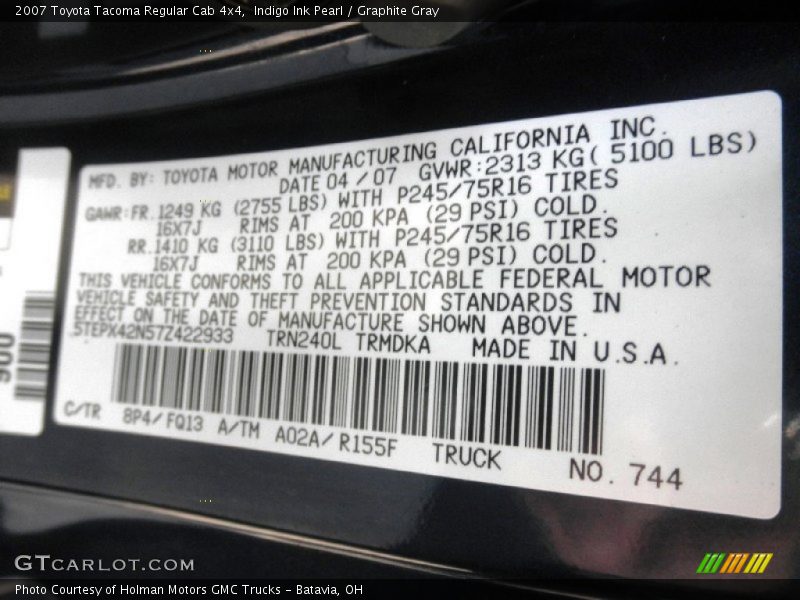 2007 Toyota Tacoma Regular Cab 4x4, Indigo Ink Pearl / Graphite Gray
MFD. BY: TOYOTA MOTOR MANUFACTURING CALIFORNIA INC.
DATE 04 / 07 GVWR:2313 KG( 5100 LBS)
GAWR:FR.1249 KG (2755 LBS) WITH P245/75R16 TIRES
16X7J RIMS AT 200 KPA (29 PSI) COLD.
RR.1410 KG (3110 LBS) WITH P245/75R16 TIRES
16X7J RIMS AT 200 KPA (29 PSI) COLD.
THIS VEHICLE CONFORMS TO ALL APPLICABLE FEDERAL MOTOR
VEHICLE SAFETY AND THEFT PREVENTION STANDARDS IN
EFFECT ON THE DATE OF MANUFACTURE SHOWN ABOVE.
5TEPX42N57Z422933 TRN240L TRMDKA MADE IN U.S.A.
C/TR 8P4/FQ13 A/TM A02A/R155F TRUCK NO. 744
GTCARLOT.COM
Photo Courtesy of Holman Motors GMC Trucks – Batavia, OH